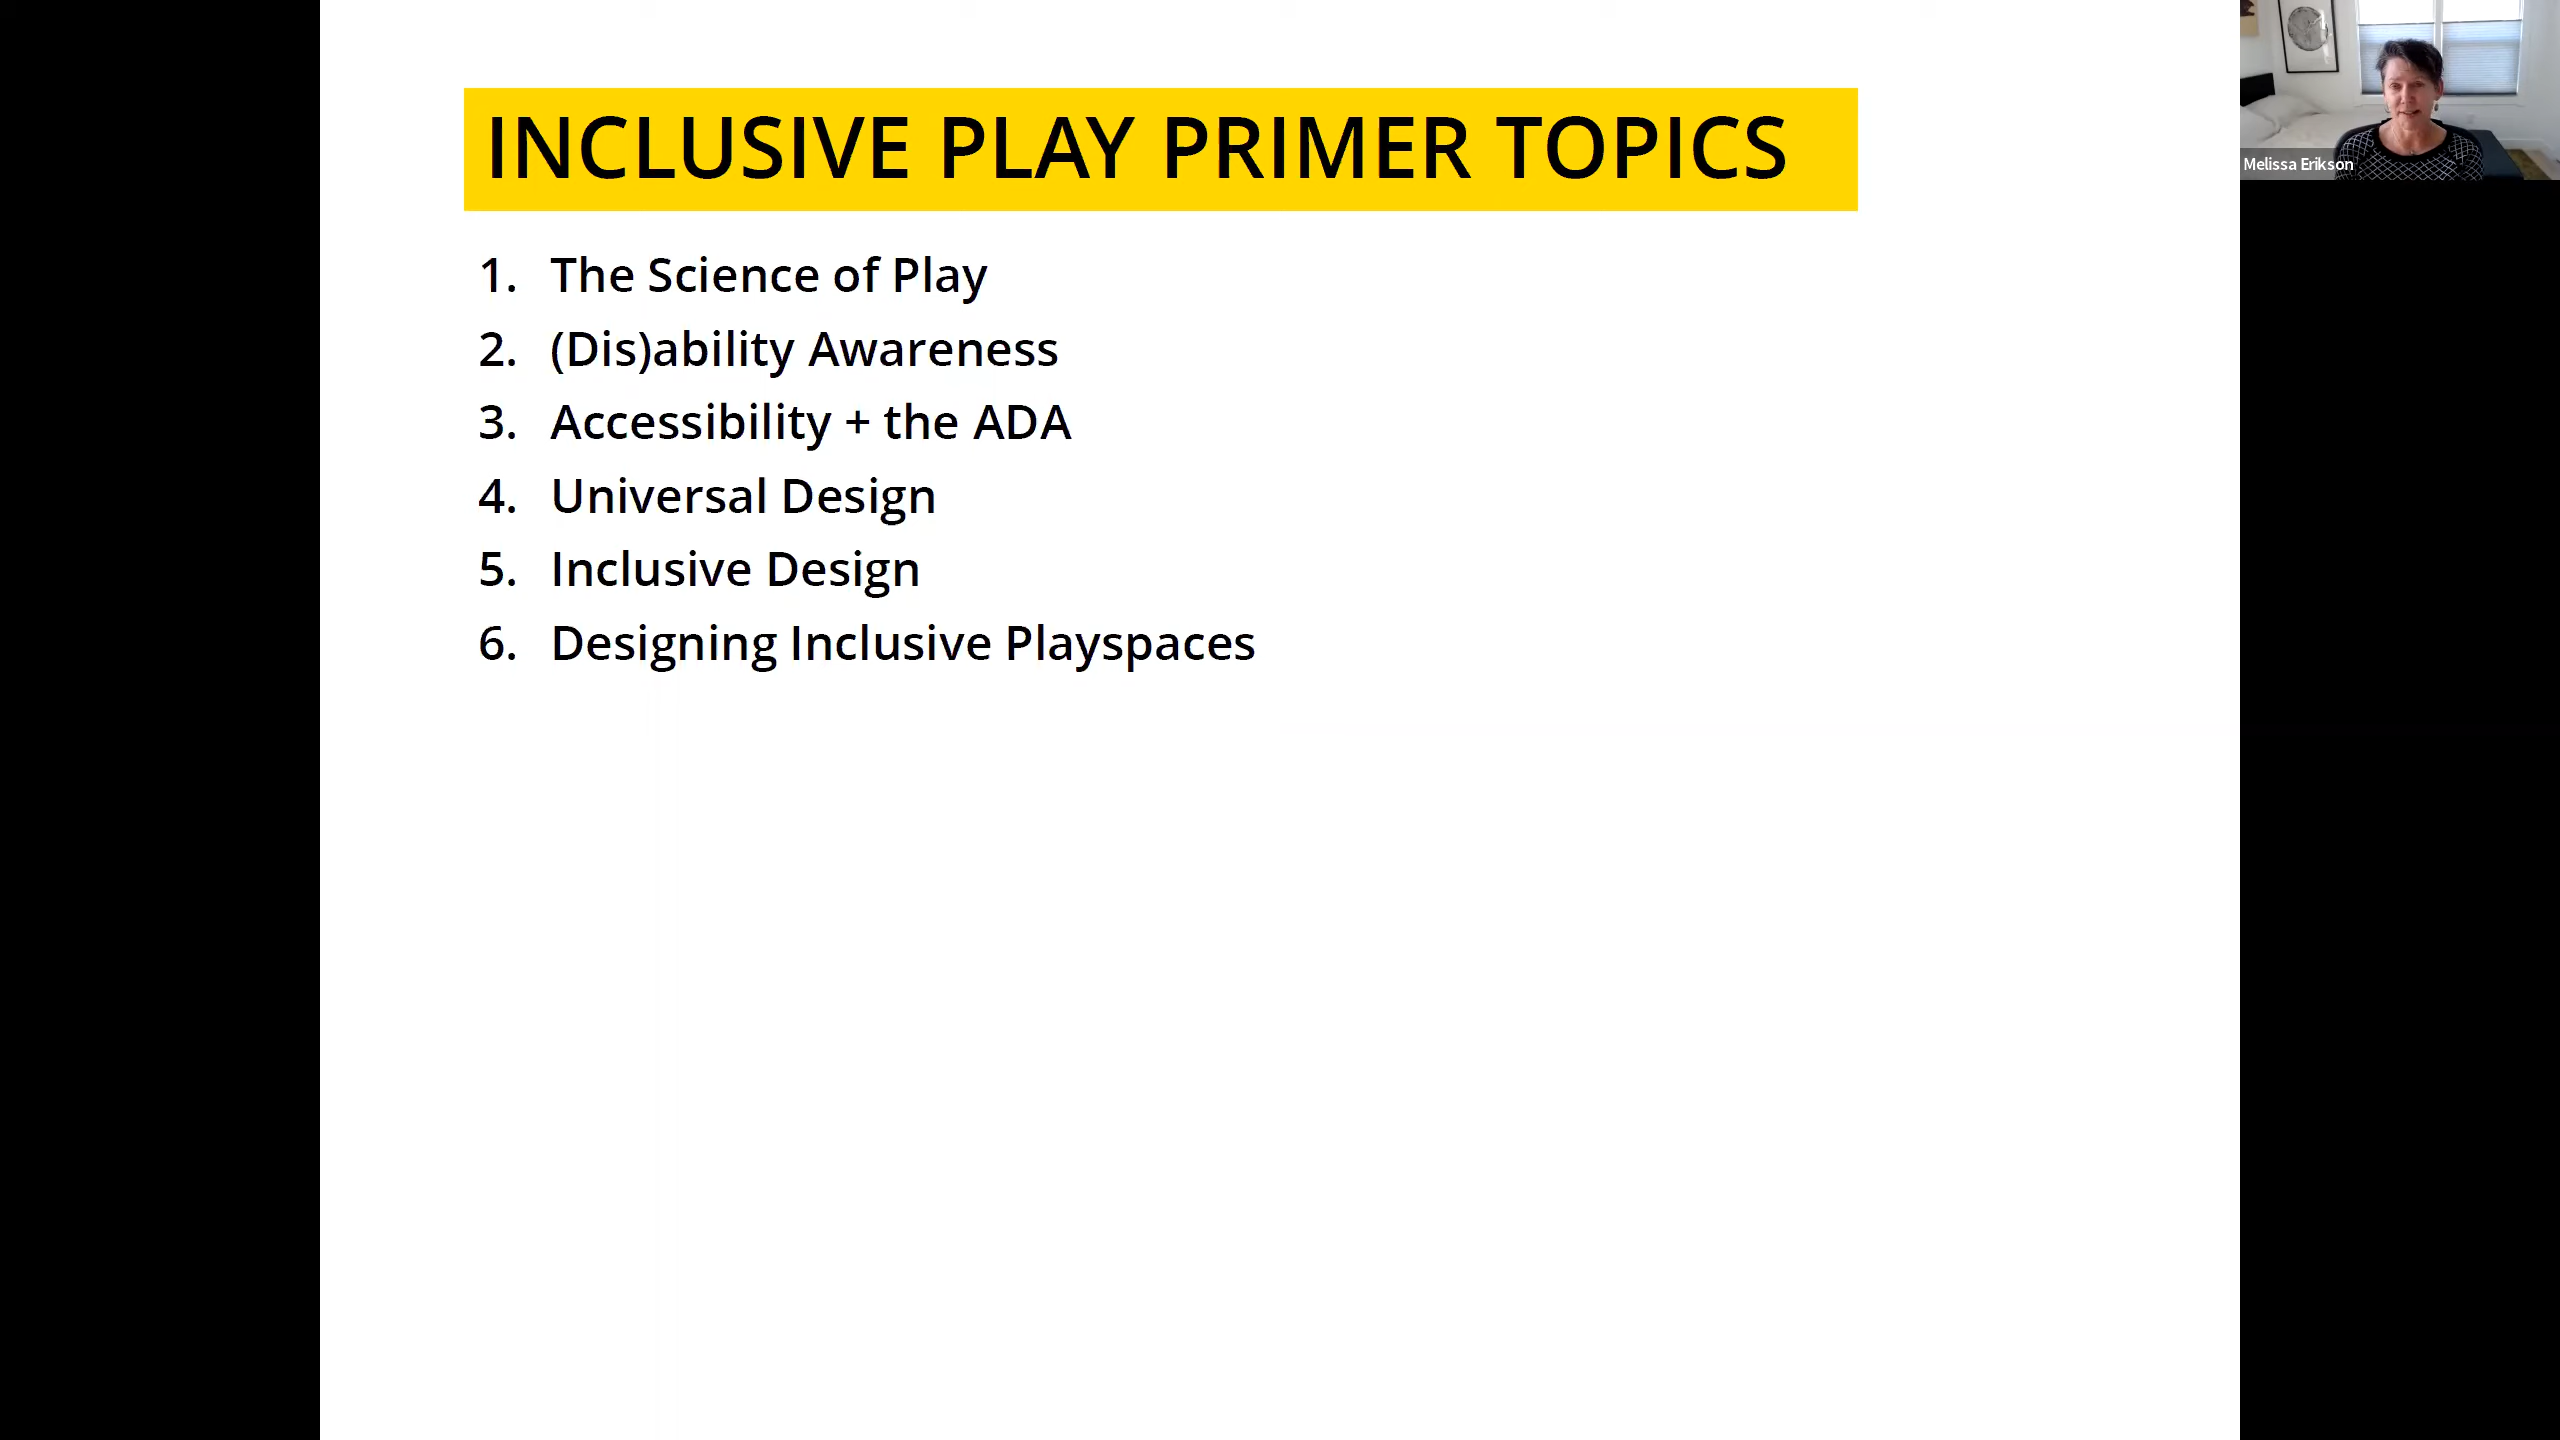 INCLUSIVE PLAY PRIMER TOPICS
1. The Science of Play
2. (Dis)ability Awareness
3. Accessibility + the ADA
4. Universal Design
5. Inclusive Design
6. Designing Inclusive Playspaces
Melissa Erikson